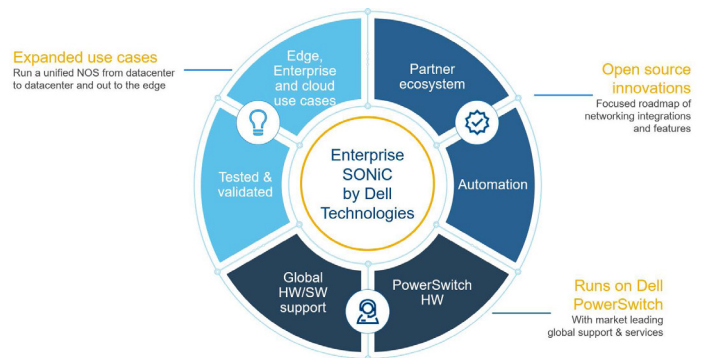 Expanded use cases
Run a unified NOS from datacenter
to datacenter and out to the edge
Edge,
Enterprise
and cloud
use cases
Partner
ecosystem
Open source
innovations
Focused roadmap of
networking integrations
and features
Tested &
validated
Enterprise
SONiC
by Dell
Technologies
Automation
Global
HW/SW
support
PowerSwitch
HW
Runs on Dell
PowerSwitch
With market leading
global support & services